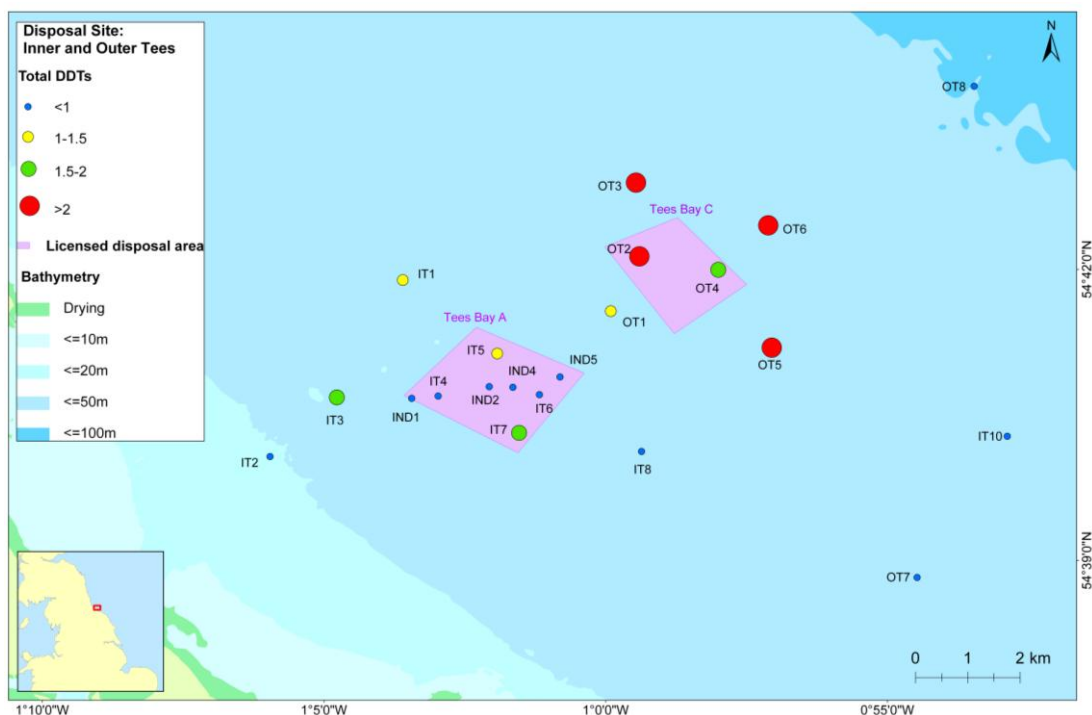 Disposal Site:
Inner and Outer Tees
Total DDTs
<1
1-1.5
1.5-2
>2
Licensed disposal area
Bathymetry
Drying
<=10m
<=20m
<=50m
<=100m
N
OT8
OT3
Tees Bay C
OT6
OT2
IT1
OT4
Tees Bay A
OT1
IT5
IND5
OT5
IT4
IND4
IND2
IT6
IND1
IT3
IT7
IT10
IT2
IT8
OT7
54°42'0"N
54°39'0"N
0 1 2 km
1°10'0"W 1°5'0"W 1°0'0"W 0°55'0"W